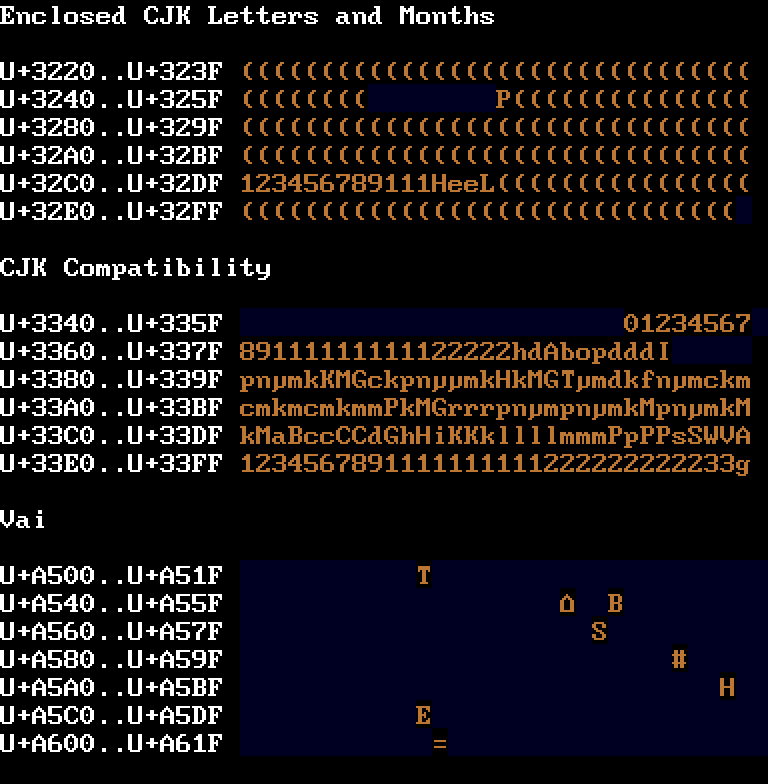 Enclosed CJK Letters and Months
U+3220..U+323F ((((((((((((((((((((((((((((((((
U+3240..U+325F ((((((((        P(((((((((((((((
U+3280..U+329F ((((((((((((((((((((((((((((((((
U+32A0..U+32BF ((((((((((((((((((((((((((((((((
U+32C0..U+32DF 123456789111HeeL((((((((((((((((
U+32E0..U+32FF (((((((((((((((((((((((((((((((
CJK Compatibility
U+3340..U+335F                         01234567
U+3360..U+337F 89111111111122222hdAbopdddI
U+3380..U+339F pnµmkKMGckpnµµmkHkMGTµmdkfnµmckm
U+33A0..U+33BF cmkmcmkmmPkMGrrrpnµmpnµmkMpnµmkM
U+33C0..U+33DF kMaBccCCdGhHiKKkllllmmmPpPPsSWVA
U+33E0..U+33FF 1234567891111111111222222222233g
Vai
U+A500..U+A51F            T
U+A540..U+A55F                     Ω  B
U+A560..U+A57F                       S
U+A580..U+A59F                            #
U+A5A0..U+A5BF                               H
U+A5C0..U+A5DF            E
U+A600..U+A61F             =